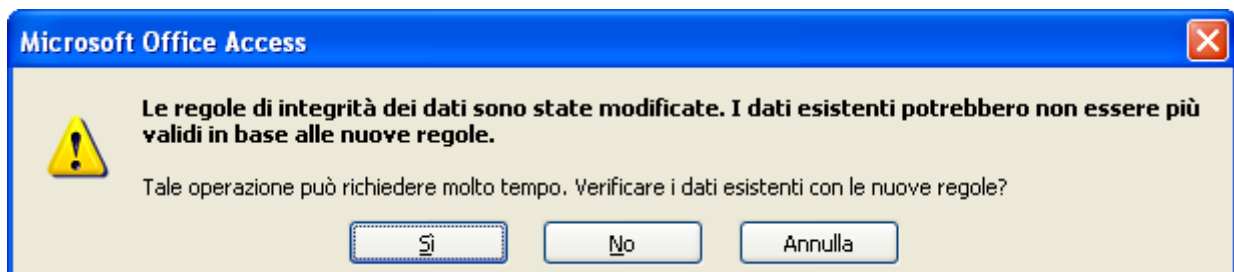 Microsoft Office Access
Le regole di integrità dei dati sono state modificate. I dati esistenti potrebbero non essere più
validi in base alle nuove regole.
Tale operazione può richiedere molto tempo. Verificare i dati esistenti con le nuove regole?
Sì No Annulla